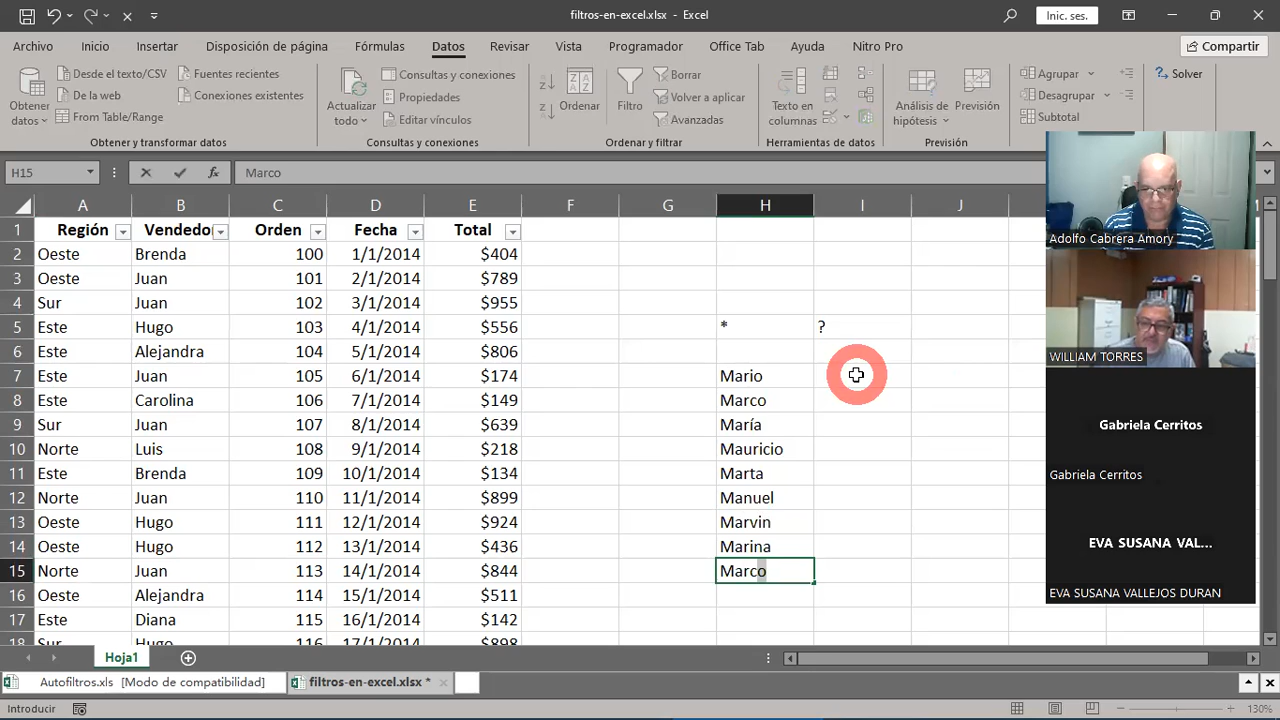 filtros-en-excel.xlsx - Excel
Inic. ses.
Archivo Inicio Insertar Disposición de página Fórmulas Datos Revisar Vista Programador Office Tab Ayuda Nitro Pro Compartir
Obtener datos
Desde el texto/CSV
De la web
From Table/Range
Fuentes recientes
Conexiones existentes
Obtener y transformar datos
Actualizar todo
Consultas y conexiones
Propiedades
Editar vínculos
Consultas y conexiones
Ordenar
Filtro
Borrar
Volver a aplicar
Avanzadas
Ordenar y filtrar
Texto en columnas
Herramientas de datos
Análisis de hipótesis
Previsión
Previsión
Agrupar
Desagrupar
Subtotal
Solver
H15 fx Marco
A B C D E F G H I J
1 Región Vendedo Orden Fecha Total
2 Oeste Brenda 100 1/1/2014 $404
3 Oeste Juan 101 2/1/2014 $789
4 Sur Juan 102 3/1/2014 $955
5 Este Hugo 103 4/1/2014 $556 * ?
6 Este Alejandra 104 5/1/2014 $806
7 Este Juan 105 6/1/2014 $174 Mario
8 Este Carolina 106 7/1/2014 $149 Marco
9 Sur Juan 107 8/1/2014 $639 María
10 Norte Luis 108 9/1/2014 $218 Mauricio
11 Este Brenda 109 10/1/2014 $134 Marta
12 Norte Juan 110 11/1/2014 $899 Manuel
13 Oeste Hugo 111 12/1/2014 $924 Marvin
14 Oeste Hugo 112 13/1/2014 $436 Marina
15 Norte Juan 113 14/1/2014 $844 Marco
16 Oeste Alejandra 114 15/1/2014 $511
17 Este Diana 115 16/1/2014 $142
18 Sur Hugo 116 17/1/2014 $898
Adolfo Cabrera Amory
WILLIAM TORRES
Gabriela Cerritos
Gabriela Cerritos
EVA SUSANA VAL...
EVA SUSANA VALLEJOS DURAN
Hoja1
Autofiltros.xls [Modo de compatibilidad] filtros-en-excel.xlsx *
Introducir 130%